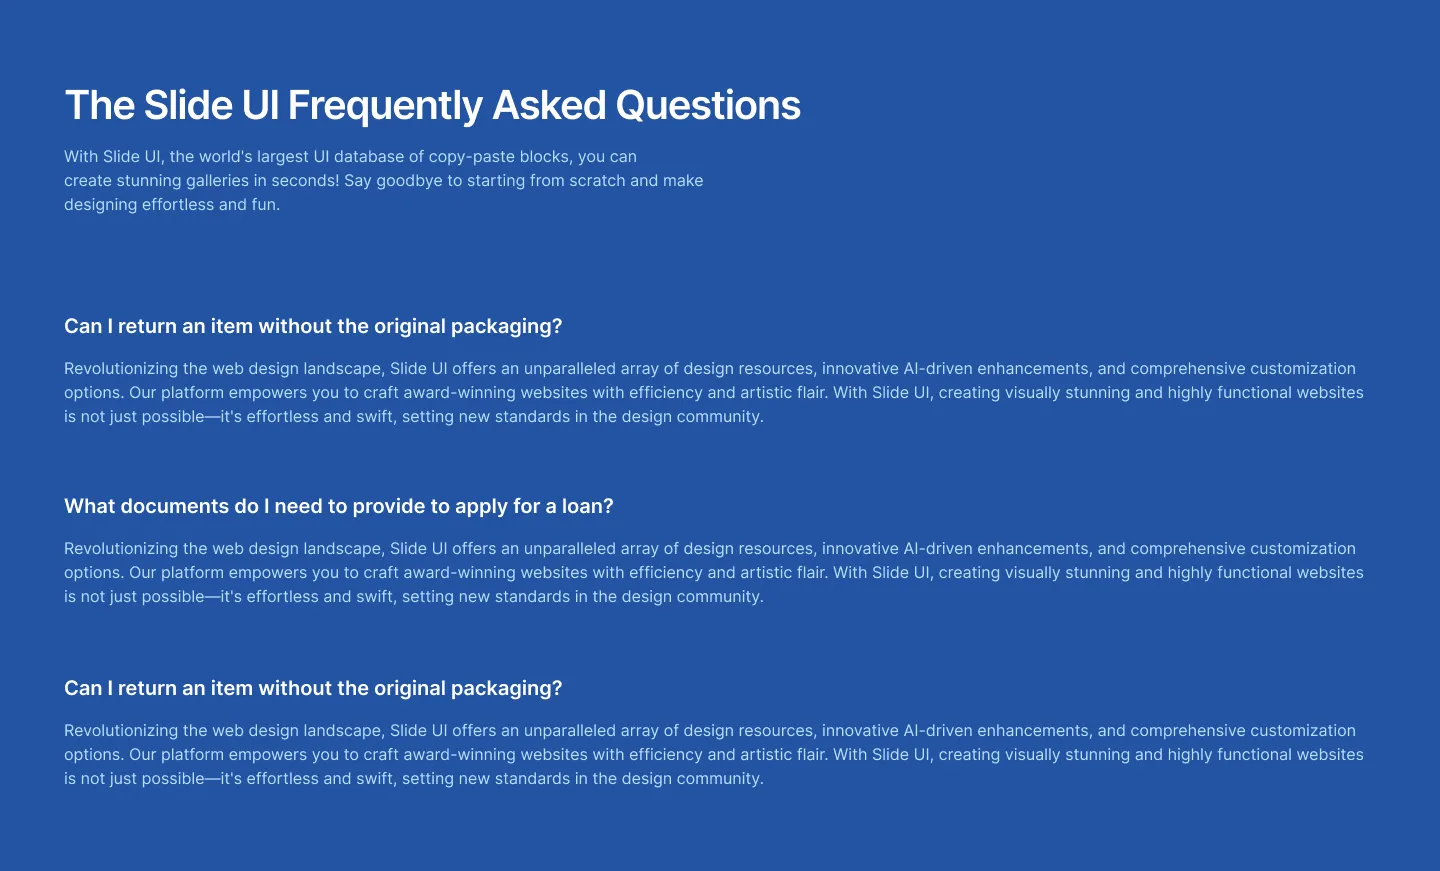 The Slide UI Frequently Asked Questions
With Slide UI, the world's largest UI database of copy-paste blocks, you can
create stunning galleries in seconds! Say goodbye to starting from scratch and make
designing effortless and fun.
Can I return an item without the original packaging?
Revolutionizing the web design landscape, Slide UI offers an unparalleled array of design resources, innovative AI-driven enhancements, and comprehensive customization
options. Our platform empowers you to craft award-winning websites with efficiency and artistic flair. With Slide UI, creating visually stunning and highly functional websites
is not just possible—it's effortless and swift, setting new standards in the design community.
What documents do I need to provide to apply for a loan?
Revolutionizing the web design landscape, Slide UI offers an unparalleled array of design resources, innovative AI-driven enhancements, and comprehensive customization
options. Our platform empowers you to craft award-winning websites with efficiency and artistic flair. With Slide UI, creating visually stunning and highly functional websites
is not just possible—it's effortless and swift, setting new standards in the design community.
Can I return an item without the original packaging?
Revolutionizing the web design landscape, Slide UI offers an unparalleled array of design resources, innovative AI-driven enhancements, and comprehensive customization
options. Our platform empowers you to craft award-winning websites with efficiency and artistic flair. With Slide UI, creating visually stunning and highly functional websites
is not just possible—it's effortless and swift, setting new standards in the design community.